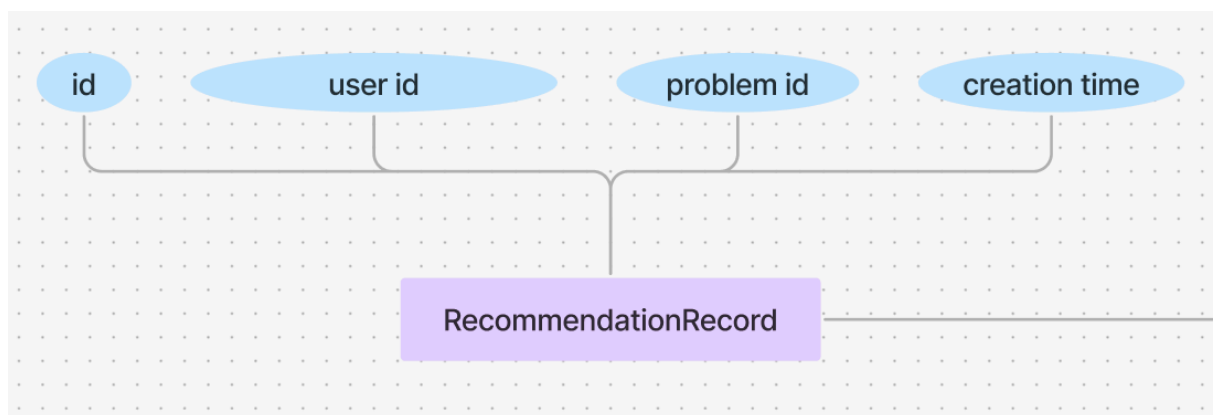 id
user id
problem id
creation time
RecommendationRecord